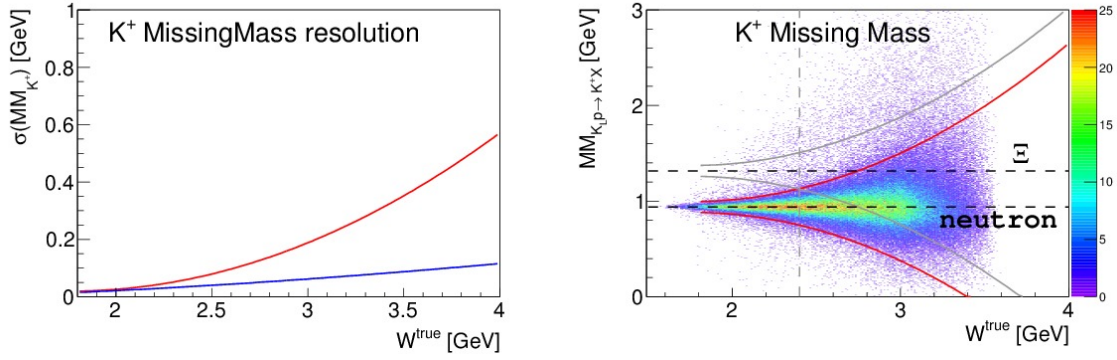 K⁺ MissingMass resolution
σ(MM_K⁺) [GeV]
1
0.8
0.6
0.4
0.2
0
2 2.5 3 3.5 4
W^true [GeV]
K⁺ Missing Mass
MM_K_Lp→ K⁺X [GeV]
3
2
1
0
Ξ
neutron
2 3 4
W^true [GeV]
25
20
15
10
5
0